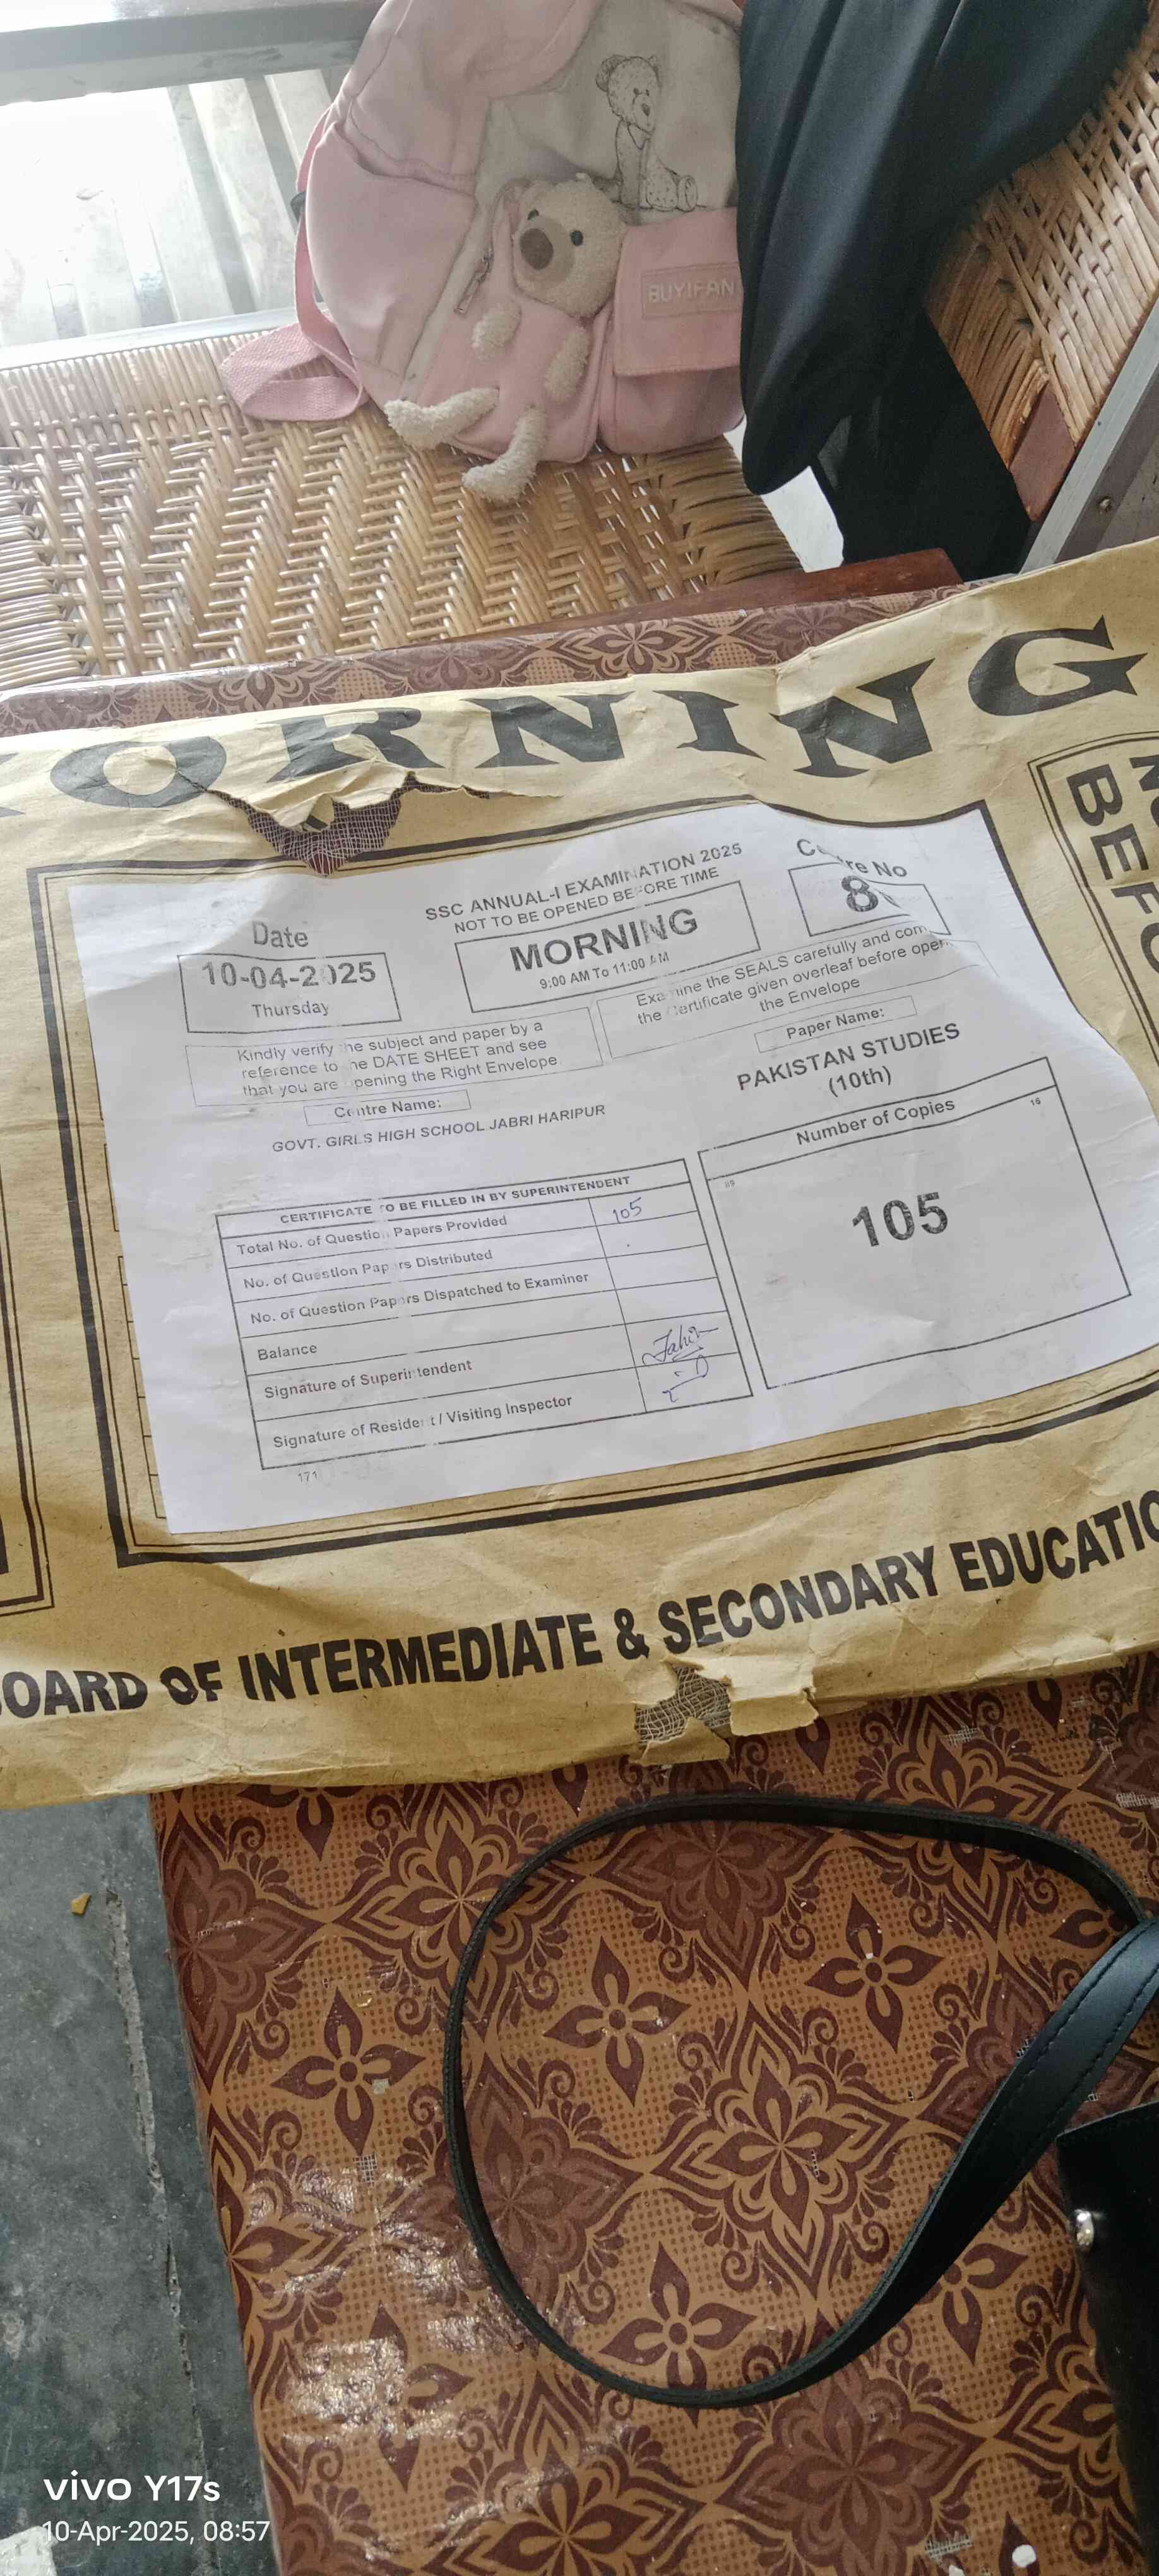 BUYIFAN
ORNING
BEFO
SSC ANNUAL-I EXAMINATION 2025
NOT TO BE OPENED BEFORE TIME
Date
10-04-2025
Thursday
MORNING
9:00 AM To 11:00 AM
Centre No
8
Kindly verify the subject and paper by a
reference to the DATE SHEET and see
that you are opening the Right Envelope.
Examine the SEALS carefully and com
the Certificate given overleaf before open
the Envelope
Centre Name:
GOVT. GIRLS HIGH SCHOOL JABRI HARIPUR
Paper Name:
PAKISTAN STUDIES
(10th)
CERTIFICATE TO BE FILLED IN BY SUPERINTENDENT
Total No. of Question Papers Provided 105
No. of Question Papers Distributed
No. of Question Papers Dispatched to Examiner
Balance
Signature of Superintendent
Signature of Resident / Visiting Inspector
171
Number of Copies
16
105
OARD OF INTERMEDIATE & SECONDARY EDUCATIO
vivo Y17s
10-Apr-2025, 08:57